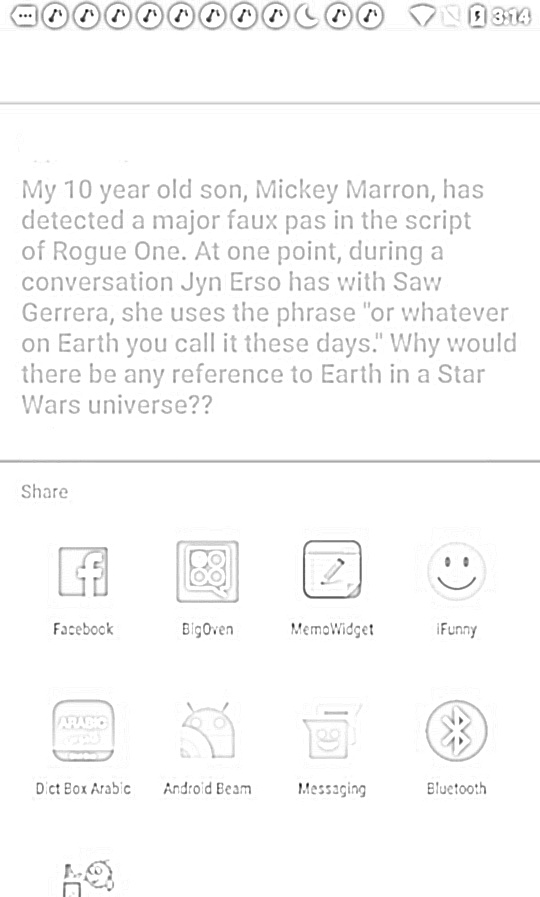 3:14
My 10 year old son, Mickey Marron, has
detected a major faux pas in the script
of Rogue One. At one point, during a
conversation Jyn Erso has with Saw
Gerrera, she uses the phrase "or whatever
on Earth you call it these days." Why would
there be any reference to Earth in a Star
Wars universe??
Share
Facebook BigOven MemoWidget iFunny
ARABIC
Dict Box Arabic Android Beam Messaging Bluetooth